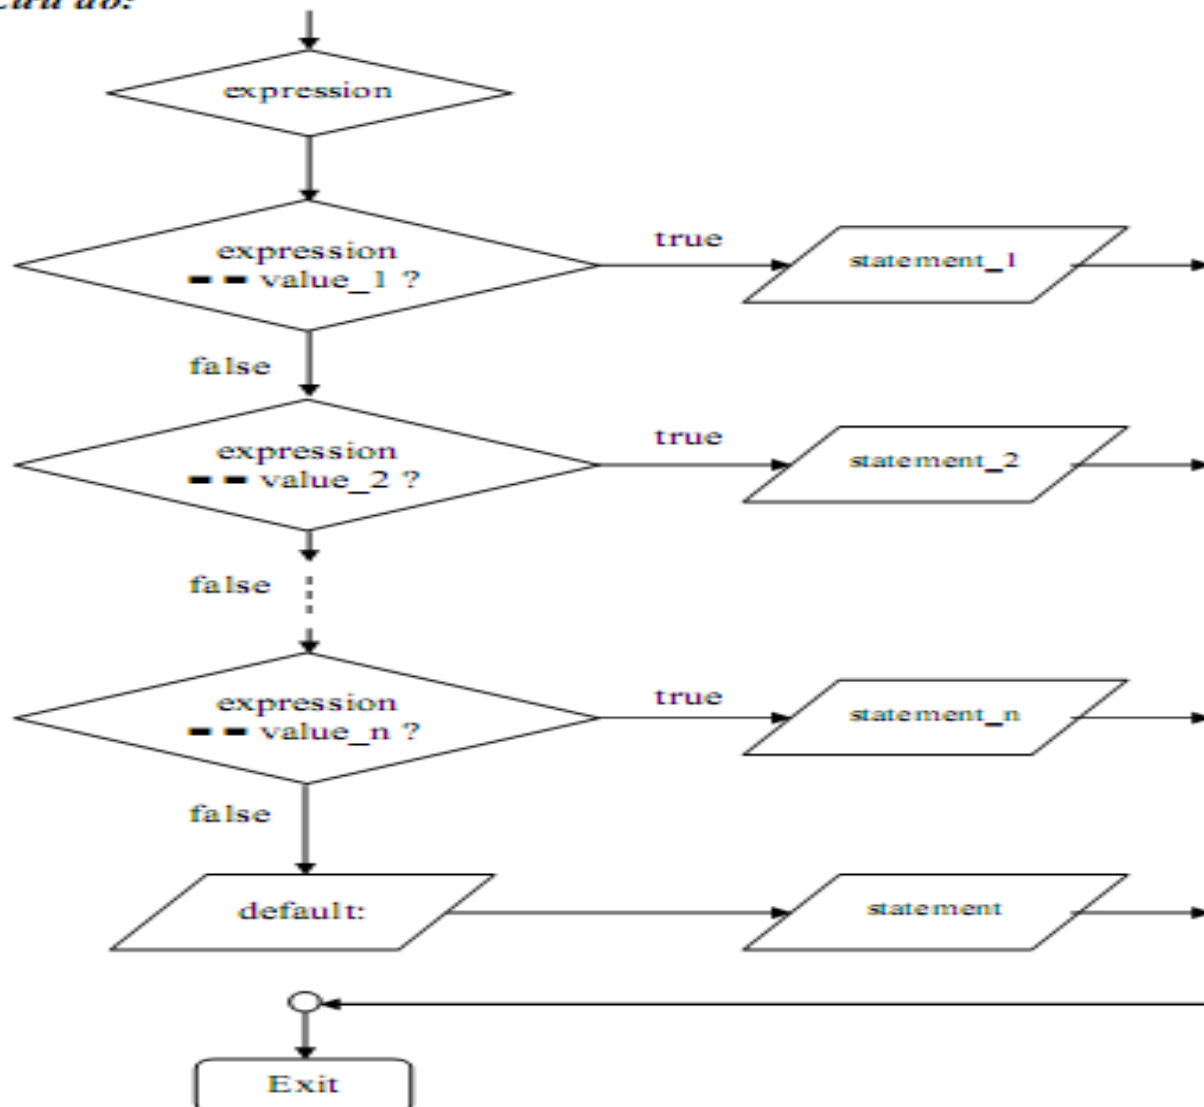 expression
expression
== value_1 ?
true
statement_1
false
expression
== value_2 ?
true
statement_2
false
expression
== value_n ?
true
statement_n
false
default:
statement
Exit